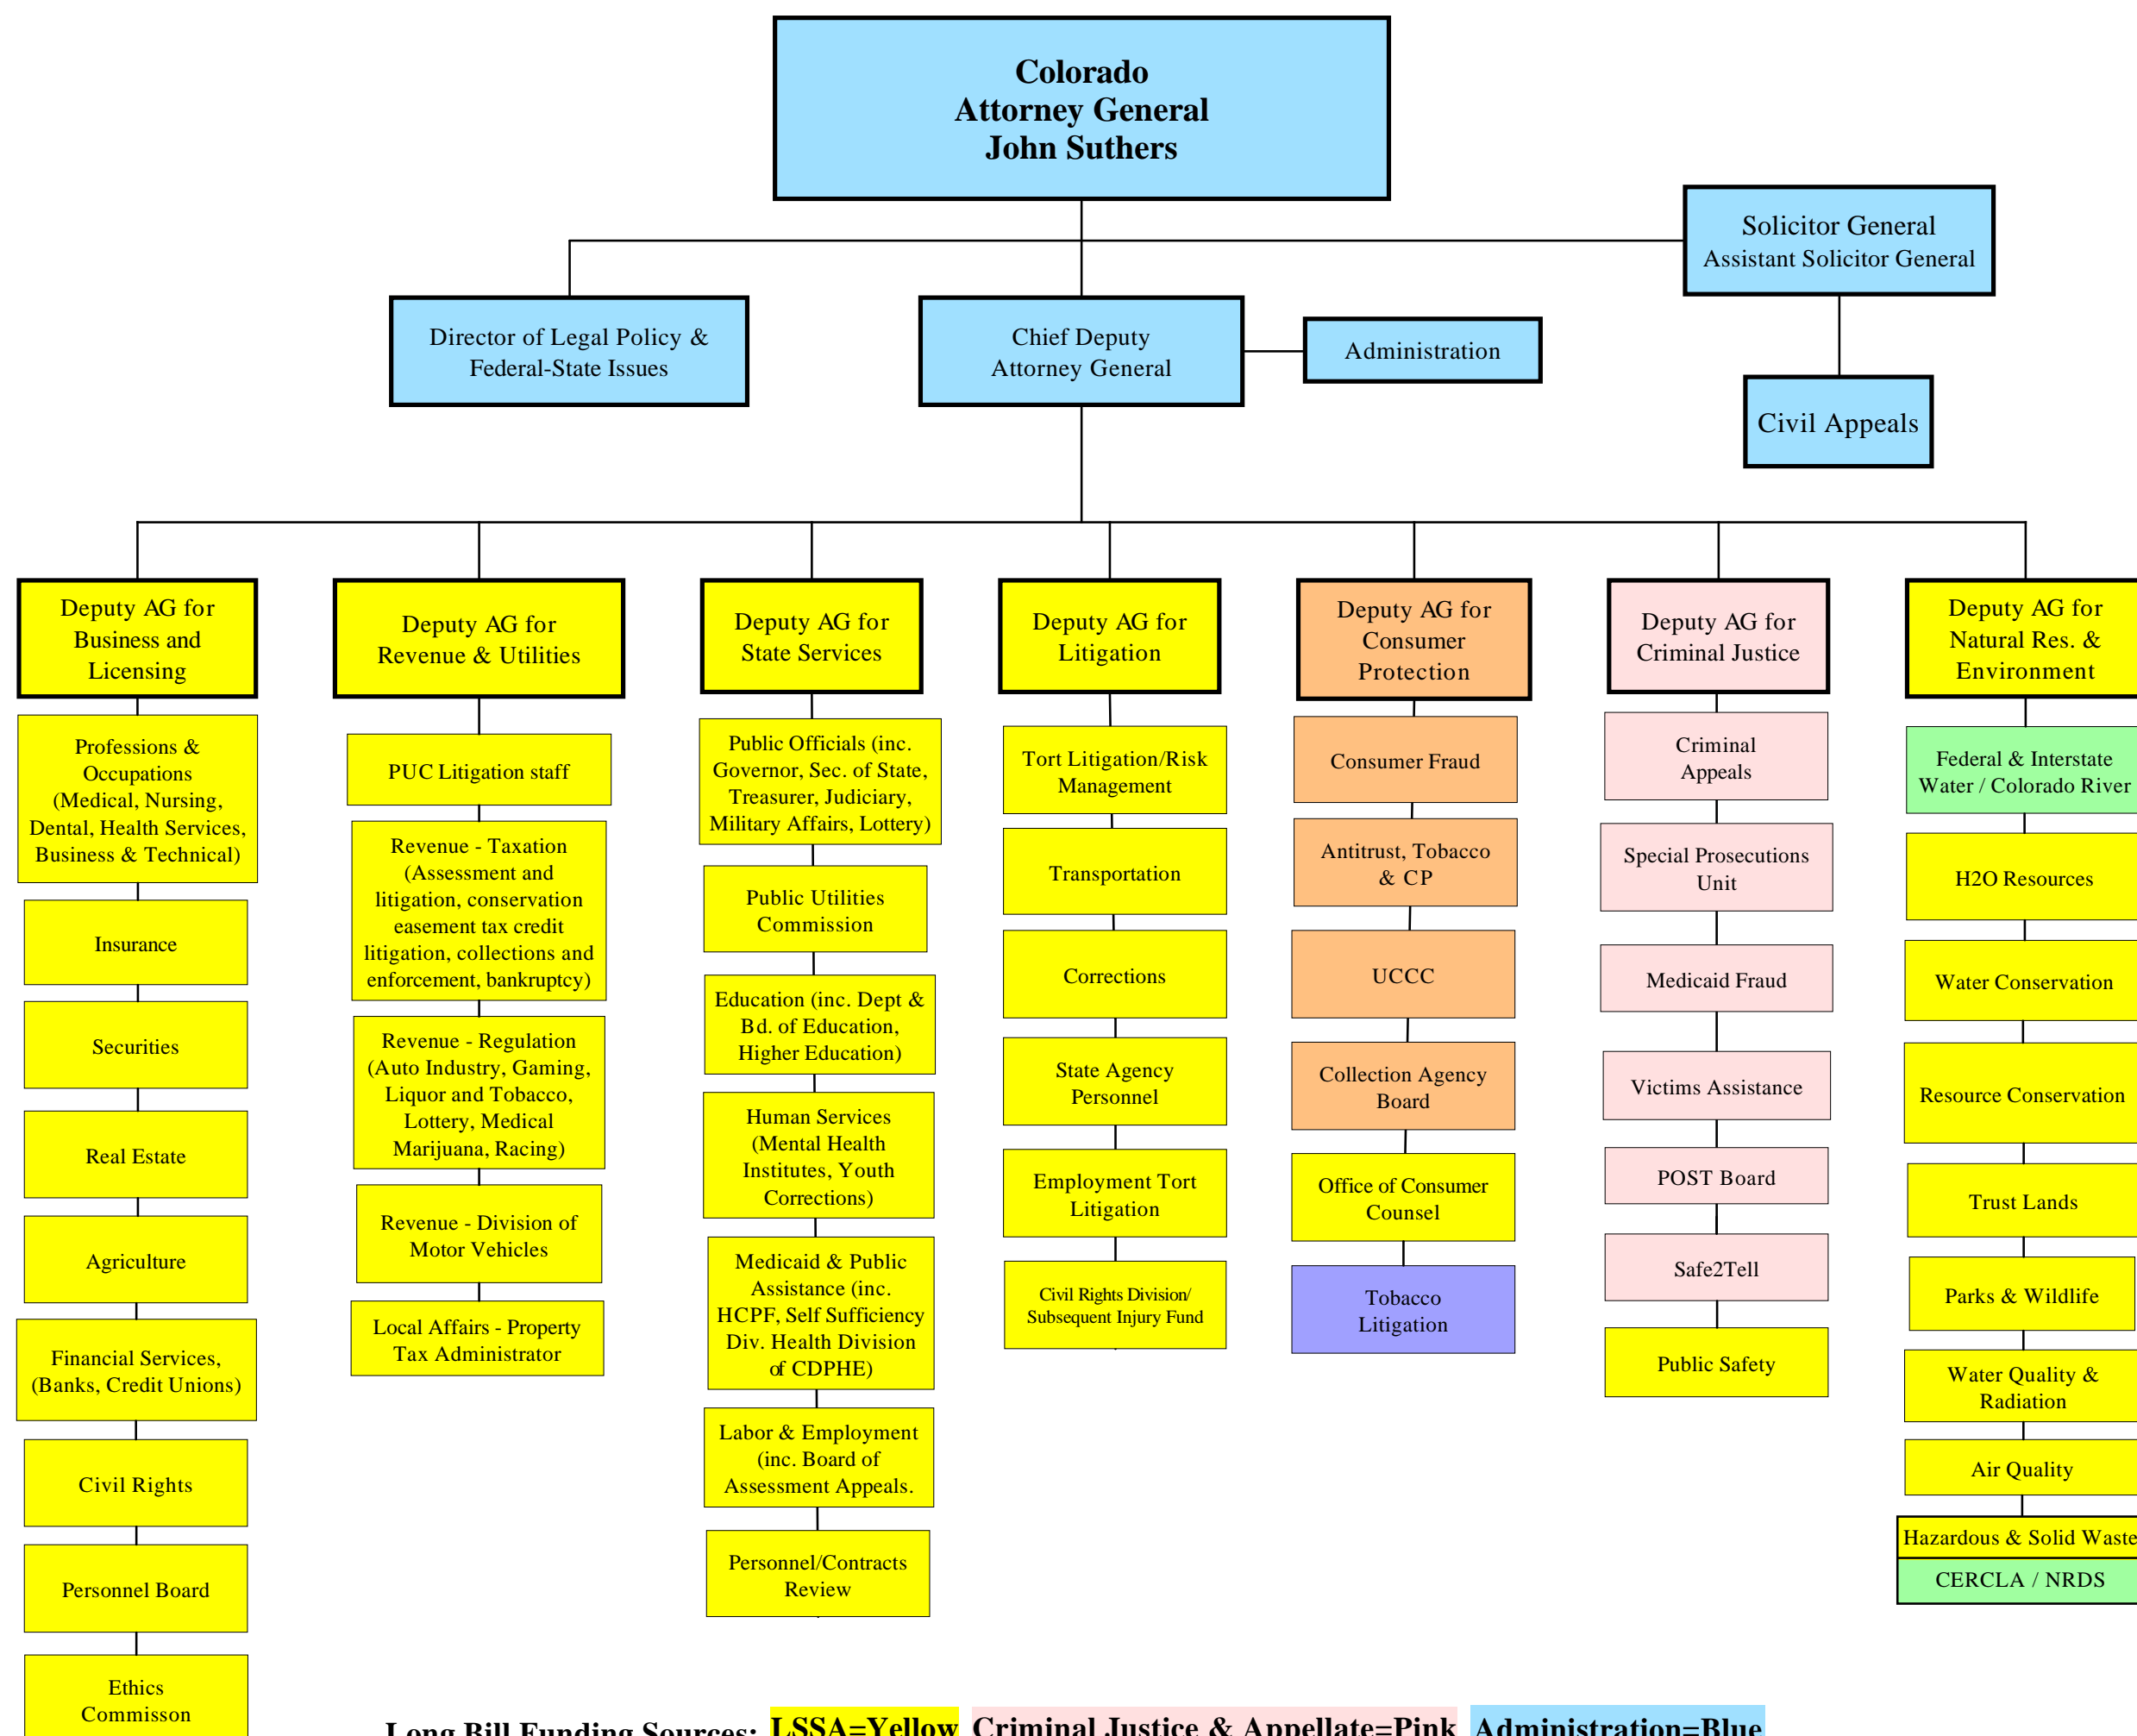 Colorado
Attorney General
John Suthers
Solicitor General
Assistant Solicitor General
Director of Legal Policy &
Federal-State Issues
Chief Deputy
Attorney General
Administration
Civil Appeals
Deputy AG for
Business and
Licensing
Professions &
Occupations
(Medical, Nursing,
Dental, Health Services,
Business & Technical)
Insurance
Securities
Real Estate
Agriculture
Financial Services,
(Banks, Credit Unions)
Civil Rights
Personnel Board
Ethics
Commisson
Deputy AG for
Revenue & Utilities
PUC Litigation staff
Revenue - Taxation
(Assessment and
litigation, conservation
easement tax credit
litigation, collections and
enforcement, bankruptcy)
Revenue - Regulation
(Auto Industry, Gaming,
Liquor and Tobacco,
Lottery, Medical
Marijuana, Racing)
Revenue - Division of
Motor Vehicles
Local Affairs - Property
Tax Administrator
Deputy AG for
State Services
Public Officials (inc.
Governor, Sec. of State,
Treasurer, Judiciary,
Military Affairs, Lottery)
Public Utilities
Commission
Education (inc. Dept &
Bd. of Education,
Higher Education)
Human Services
(Mental Health
Institutes, Youth
Corrections)
Medicaid & Public
Assistance (inc.
HCPF, Self Sufficiency
Div. Health Division
of CDPHE)
Labor & Employment
(inc. Board of
Assessment Appeals.
Personnel/Contracts
Review
Deputy AG for
Litigation
Tort Litigation/Risk
Management
Transportation
Corrections
State Agency
Personnel
Employment Tort
Litigation
Civil Rights Division/
Subsequent Injury Fund
Deputy AG for
Consumer
Protection
Consumer Fraud
Antitrust, Tobacco
& CP
UCCC
Collection Agency
Board
Office of Consumer
Counsel
Tobacco
Litigation
Deputy AG for
Criminal Justice
Criminal
Appeals
Special Prosecutions
Unit
Medicaid Fraud
Victims Assistance
POST Board
Safe2Tell
Public Safety
Deputy AG for
Natural Res. &
Environment
Federal & Interstate
Water / Colorado River
H2O Resources
Water Conservation
Resource Conservation
Trust Lands
Parks & Wildlife
Water Quality &
Radiation
Air Quality
Hazardous & Solid Waste
CERCLA / NRDS
Long Bill Funding Sources: LSSA=Yellow Criminal Justice & Appellate=Pink Administration=Blue